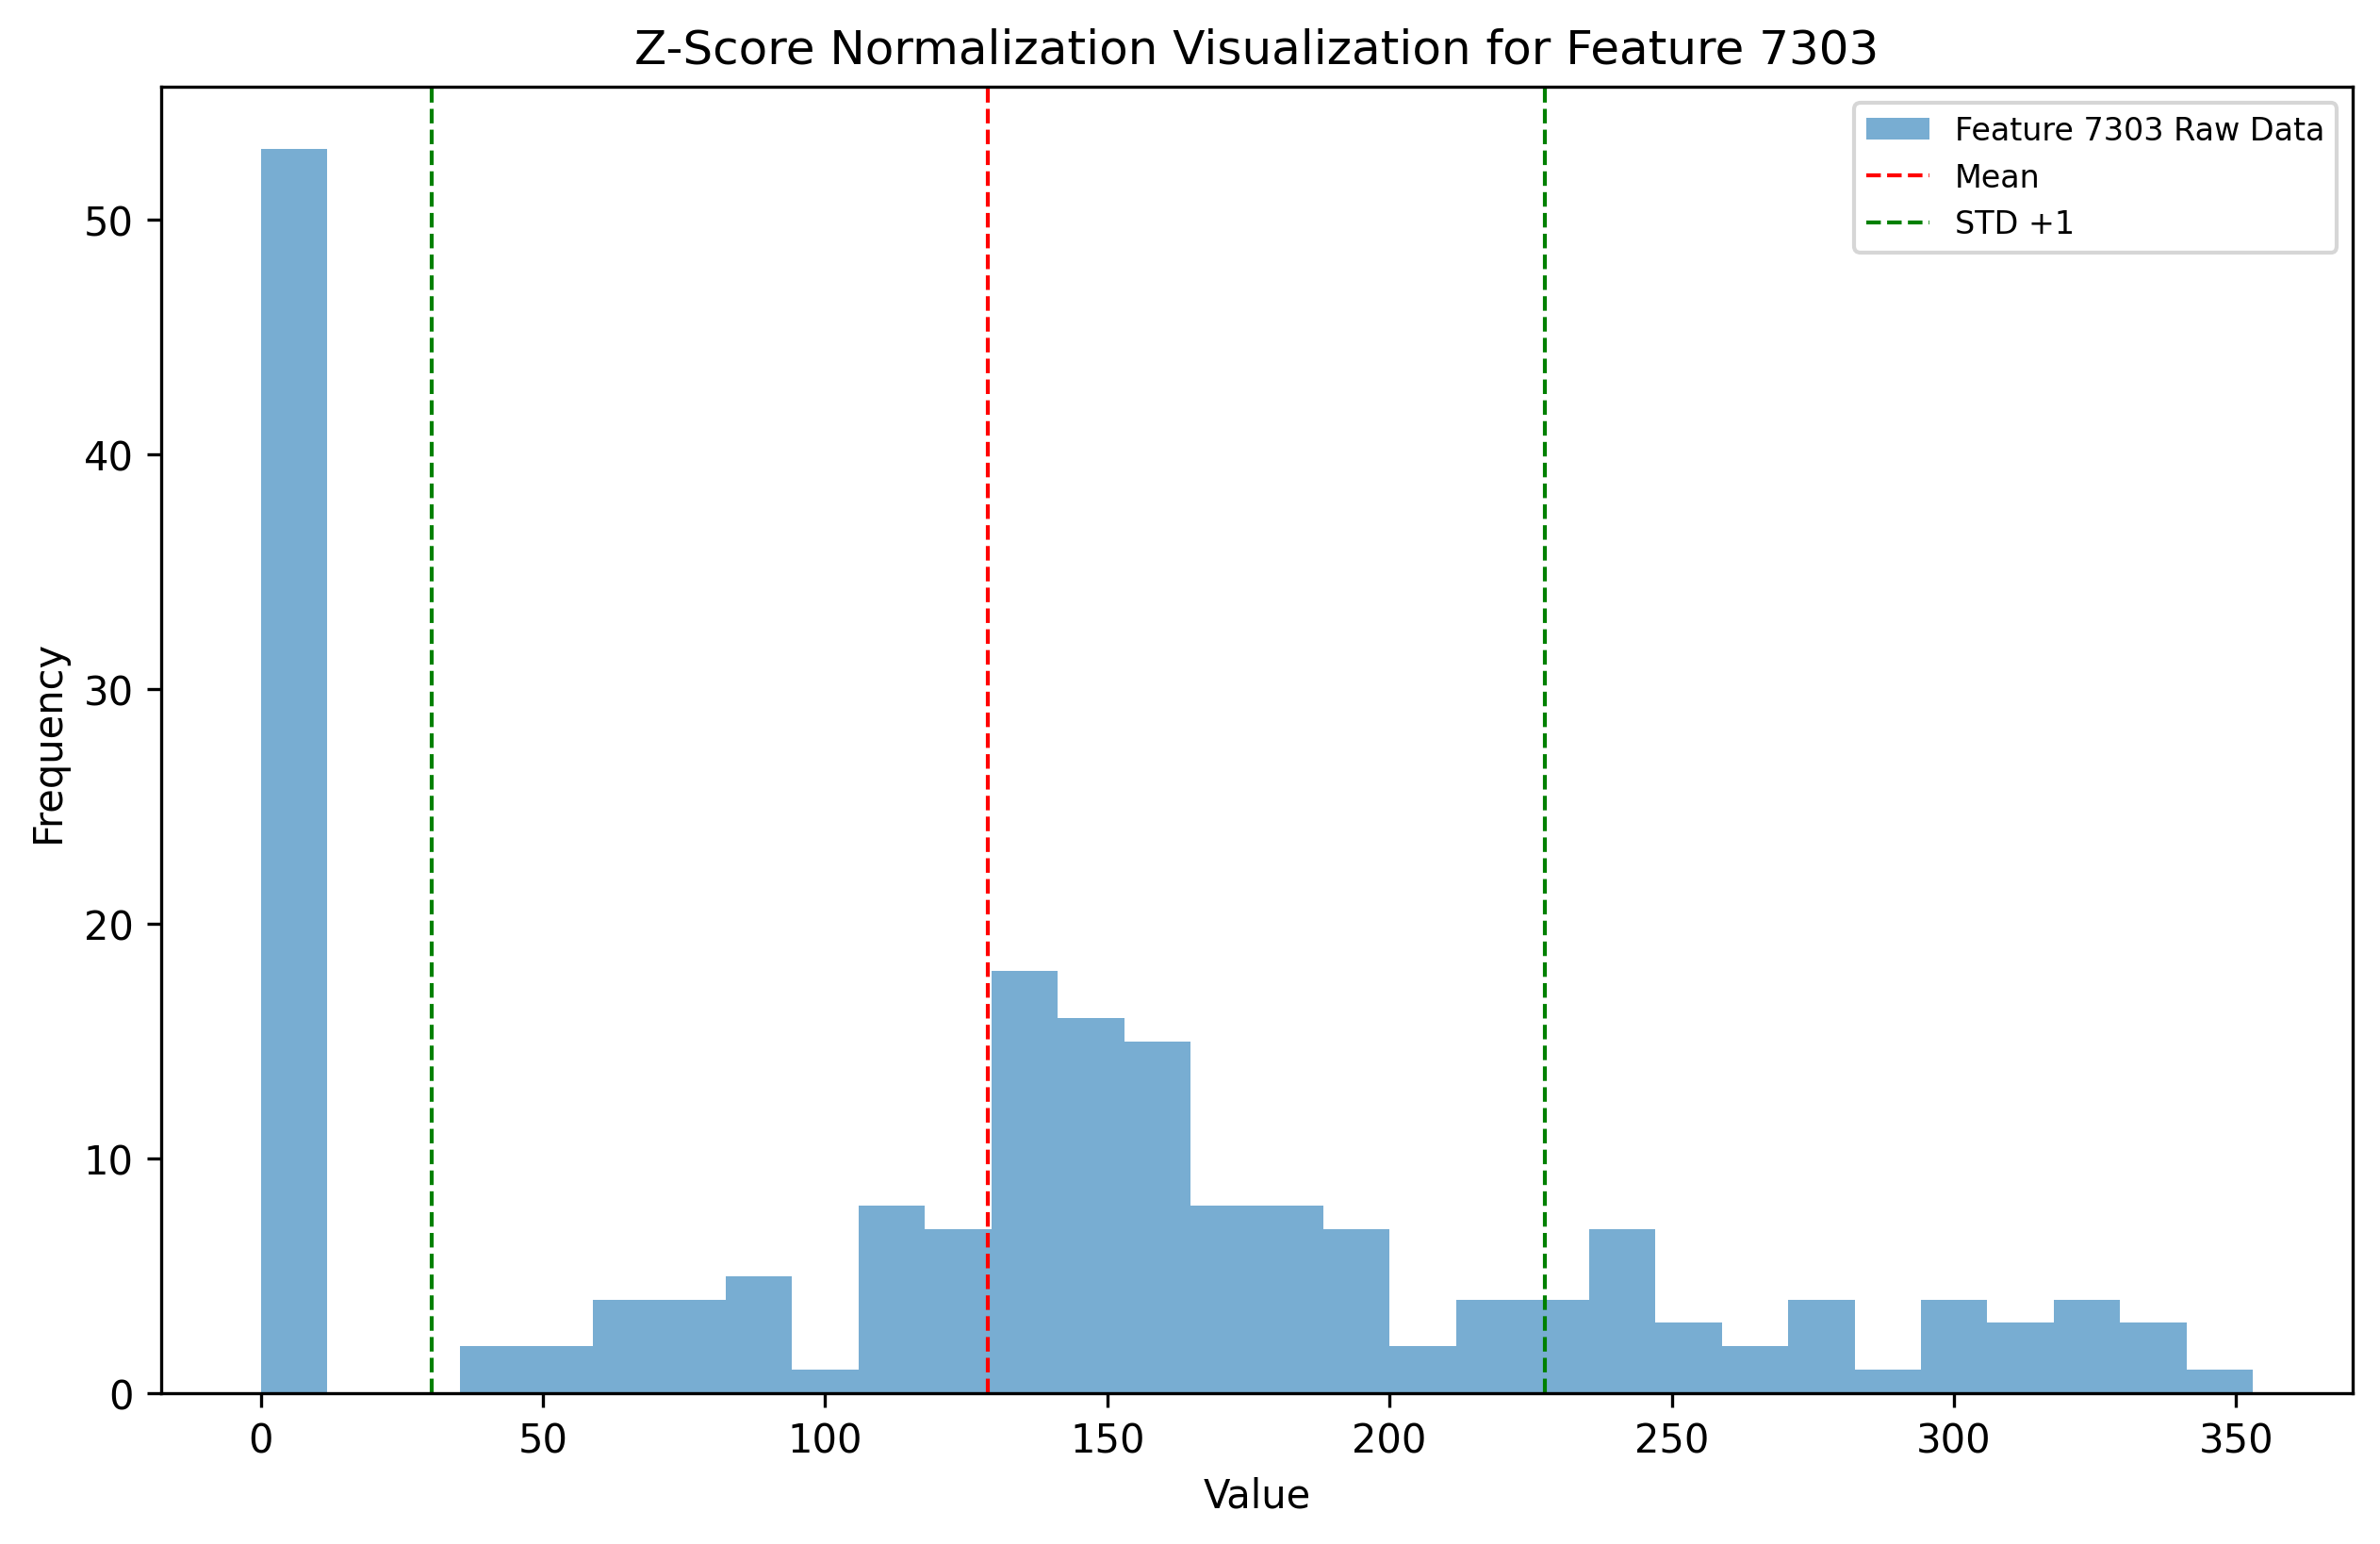 Z-Score Normalization Visualization for Feature 7303
Feature 7303 Raw Data
Mean
STD +1
50
40
30
20
10
0
Frequency
0 50 100 150 200 250 300 350
Value